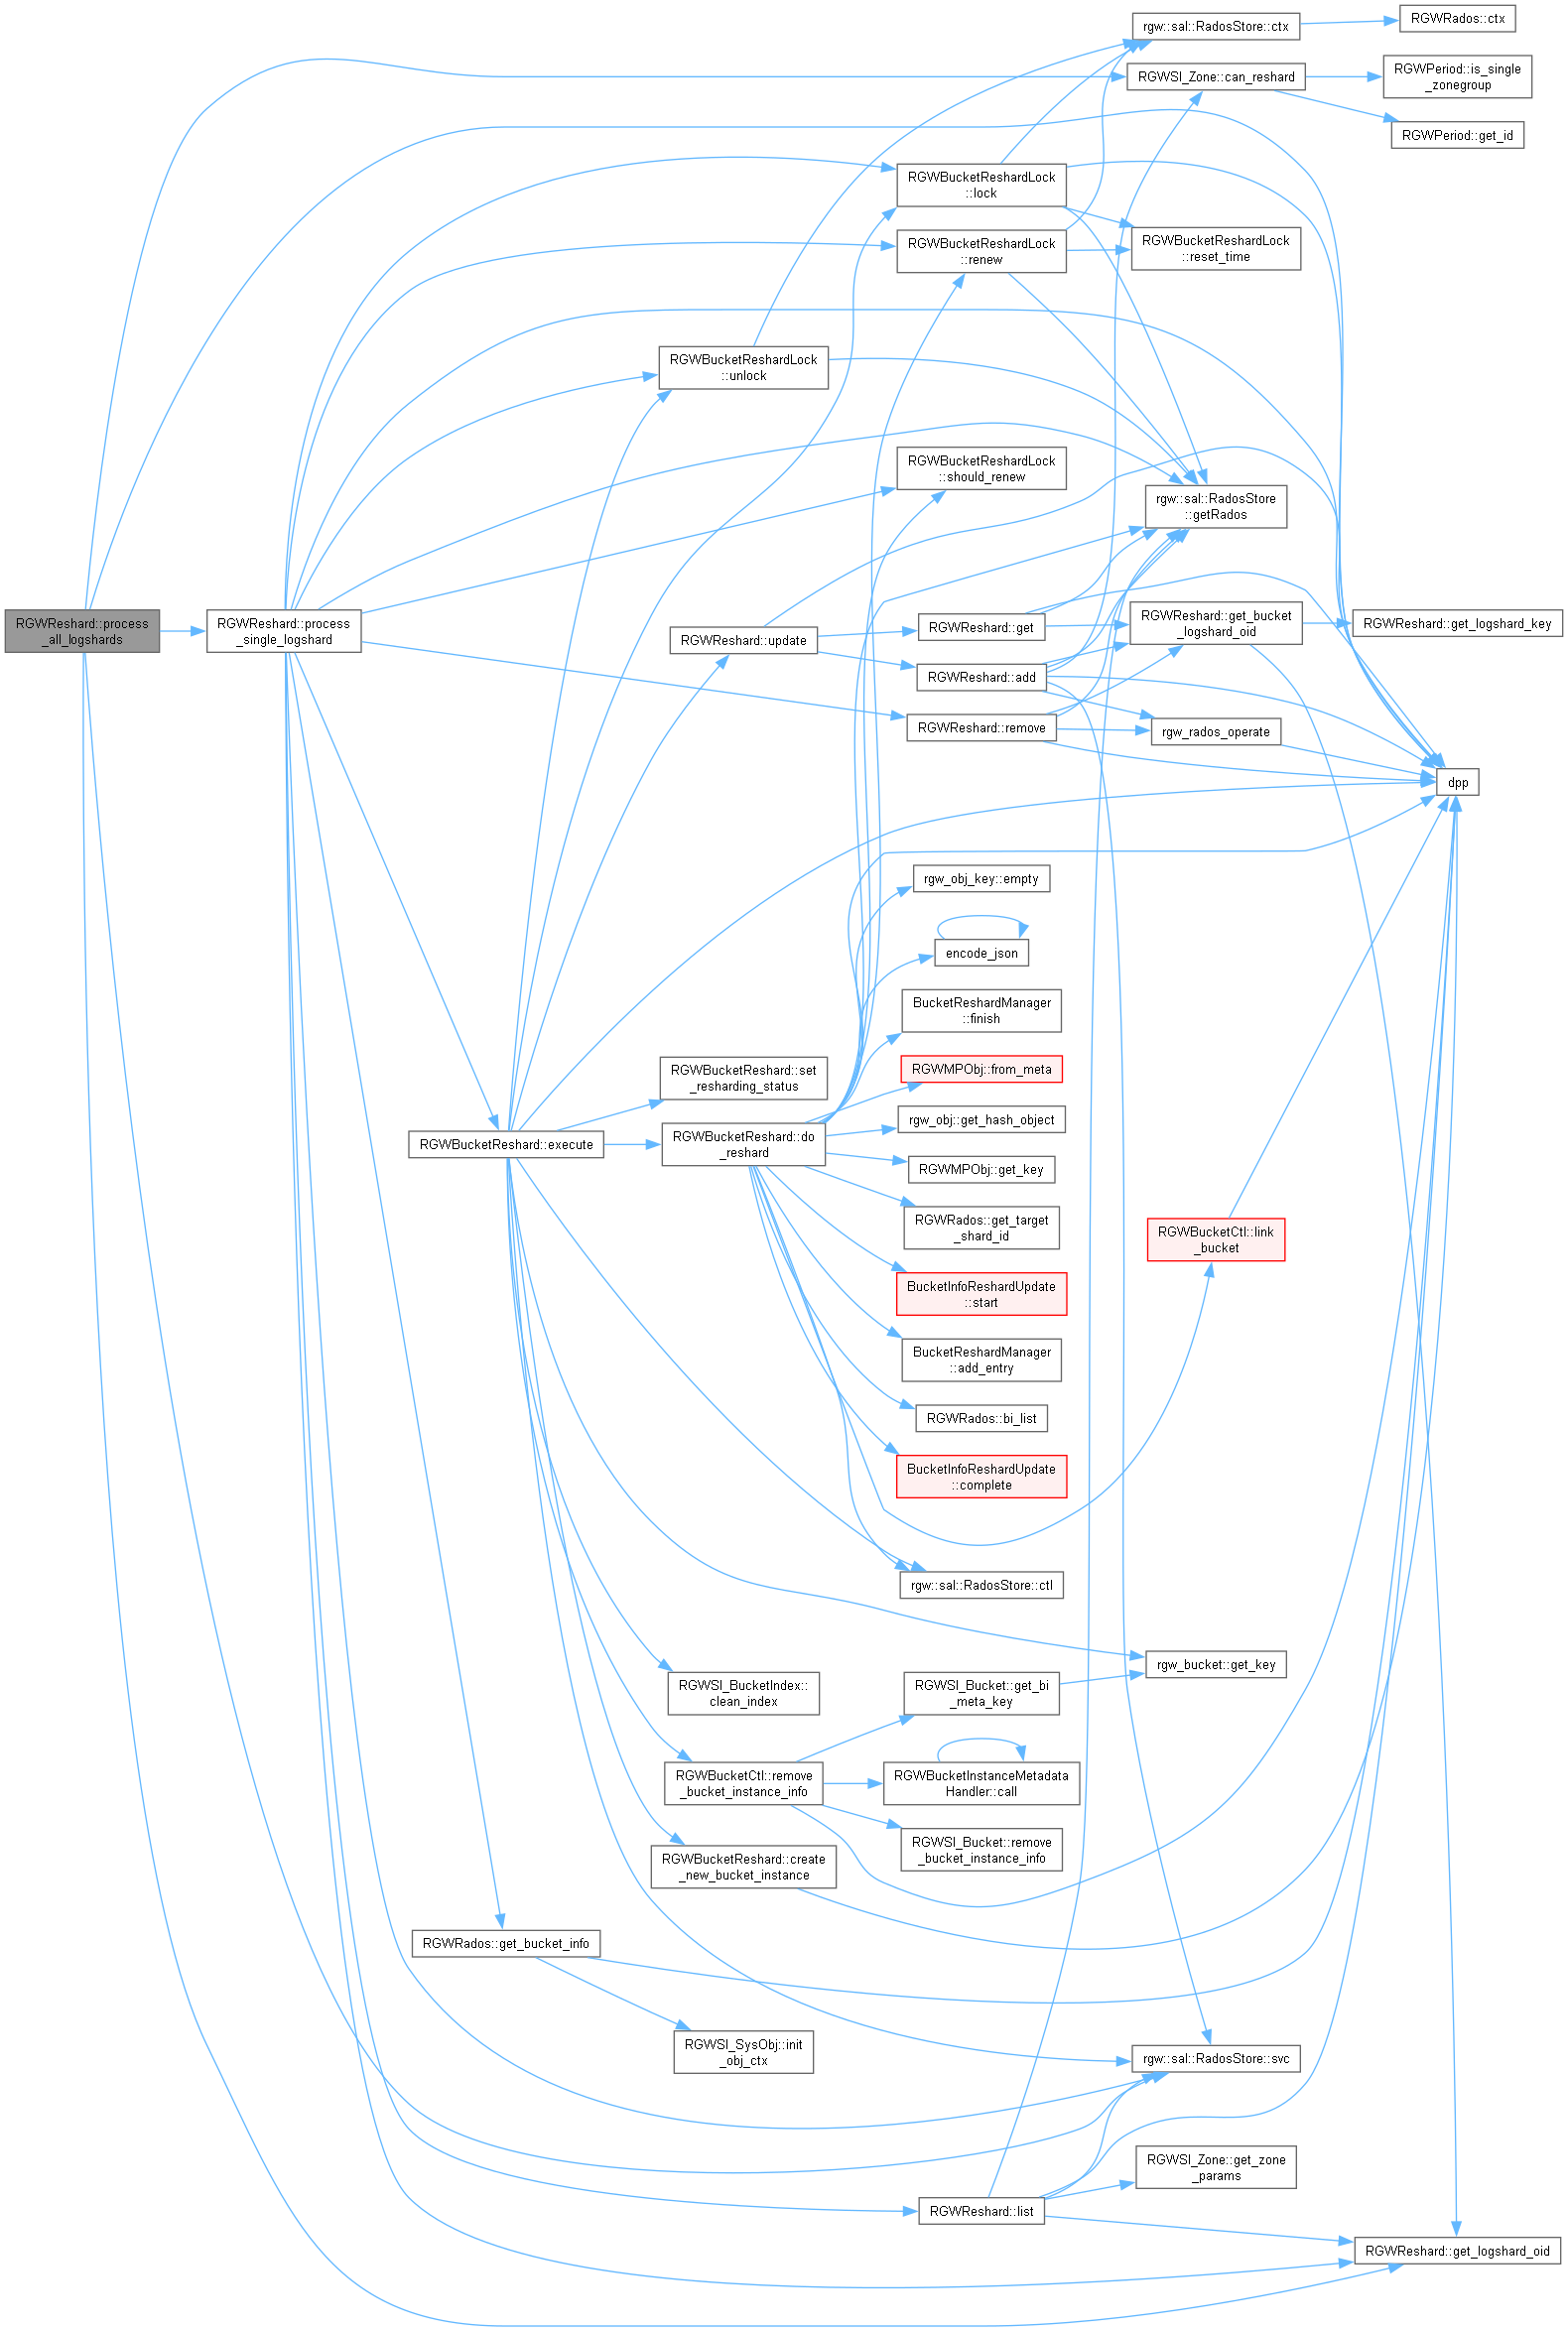 rgw::sal::RadosStore::ctx
RGWRados::ctx
RGWSI_Zone::can_reshard
RGWPeriod::is_single
_zonegroup
RGWPeriod::get_id
RGWBucketReshardLock
::lock
RGWBucketReshardLock
::renew
RGWBucketReshardLock
::reset_time
RGWBucketReshardLock
::unlock
RGWBucketReshardLock
::should_renew
rgw::sal::RadosStore
::getRados
RGWReshard::process
_all_logshards
RGWReshard::process
_single_logshard
RGWReshard::update
RGWReshard::get
RGWReshard::get_bucket
_logshard_oid
RGWReshard::get_logshard_key
RGWReshard::add
RGWReshard::remove
rgw_rados_operate
dpp
rgw_obj_key::empty
encode_json
BucketReshardManager
::finish
RGWBucketReshard::set
_resharding_status
RGWMPObj::from_meta
RGWBucketReshard::execute
RGWBucketReshard::do
_reshard
rgw_obj::get_hash_object
RGWMPObj::get_key
RGWRados::get_target
_shard_id
RGWBucketCtl::link
_bucket
BucketInfoReshardUpdate
::start
BucketReshardManager
::add_entry
RGWRados::bi_list
BucketInfoReshardUpdate
::complete
rgw::sal::RadosStore::ctl
rgw_bucket::get_key
RGWSI_BucketIndex::
clean_index
RGWSI_Bucket::get_bi
_meta_key
RGWBucketCtl::remove
_bucket_instance_info
RGWBucketInstanceMetadata
Handler::call
RGWSI_Bucket::remove
_bucket_instance_info
RGWBucketReshard::create
_new_bucket_instance
RGWRados::get_bucket_info
RGWSI_SysObj::init
_obj_ctx
rgw::sal::RadosStore::svc
RGWSI_Zone::get_zone
_params
RGWReshard::list
RGWReshard::get_logshard_oid